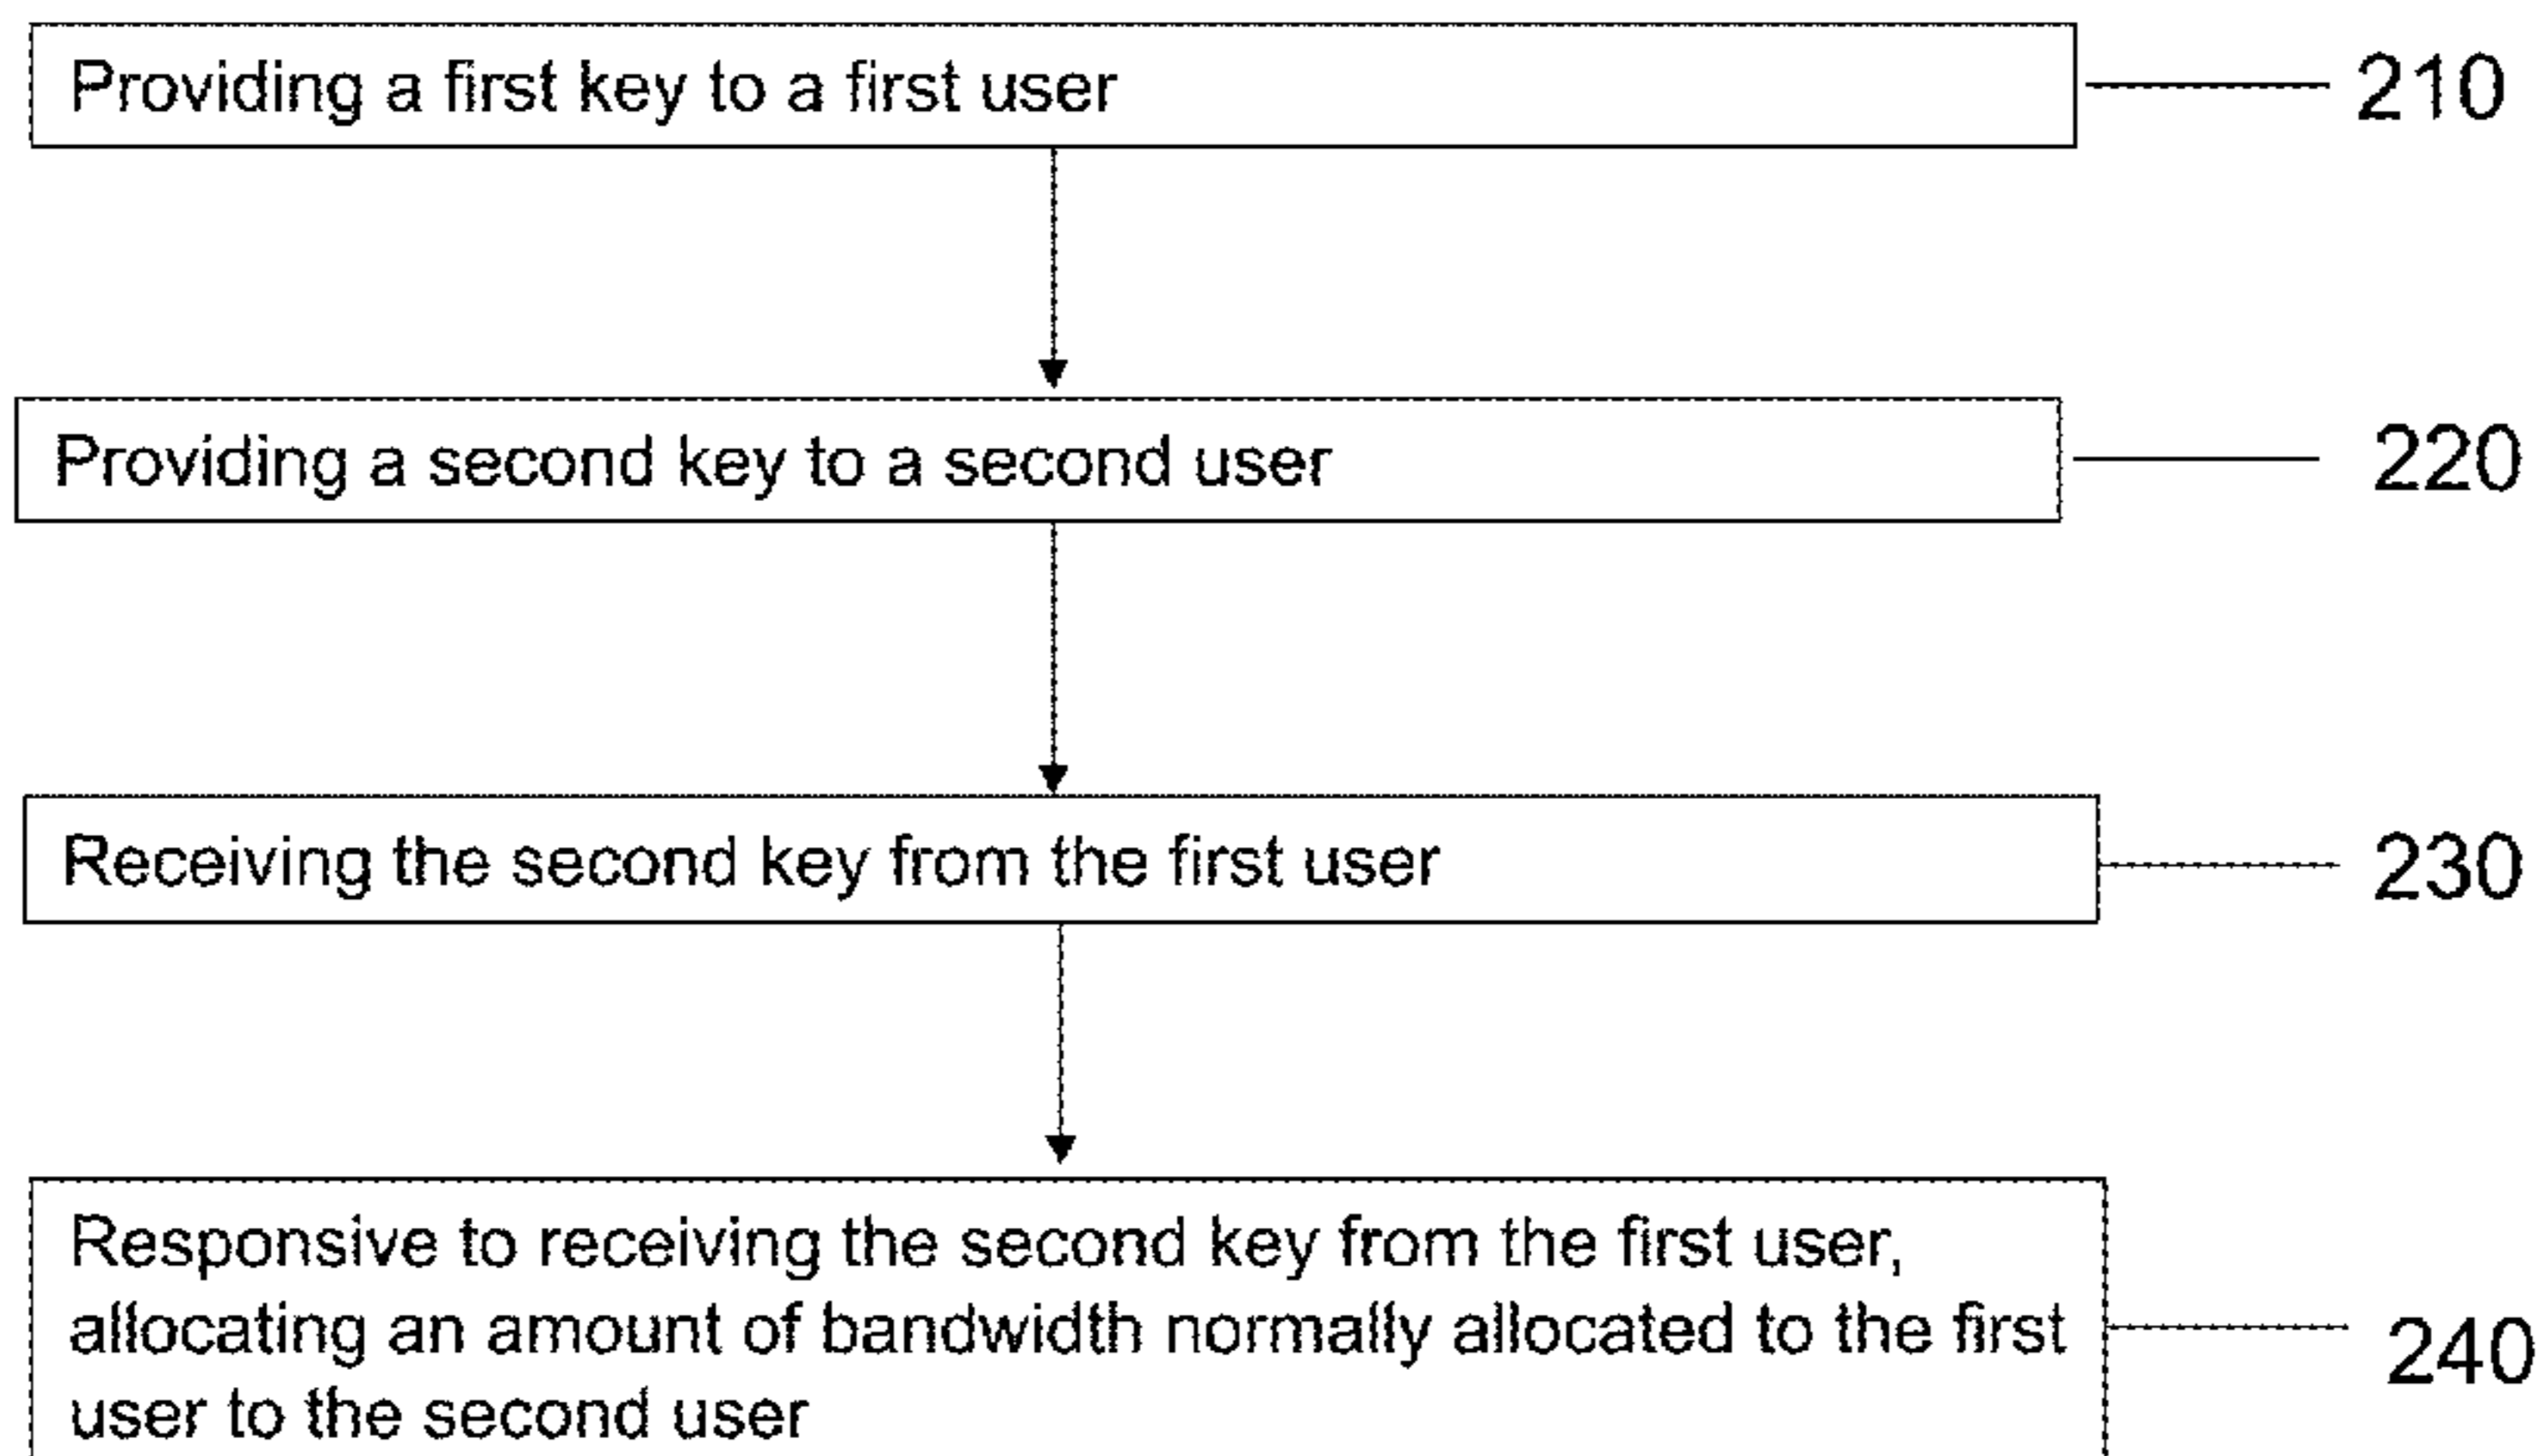 Providing a first key to a first user 210
Providing a second key to a second user 220
Receiving the second key from the first user 230
Responsive to receiving the second key from the first user,
allocating an amount of bandwidth normally allocated to the first 240
user to the second user